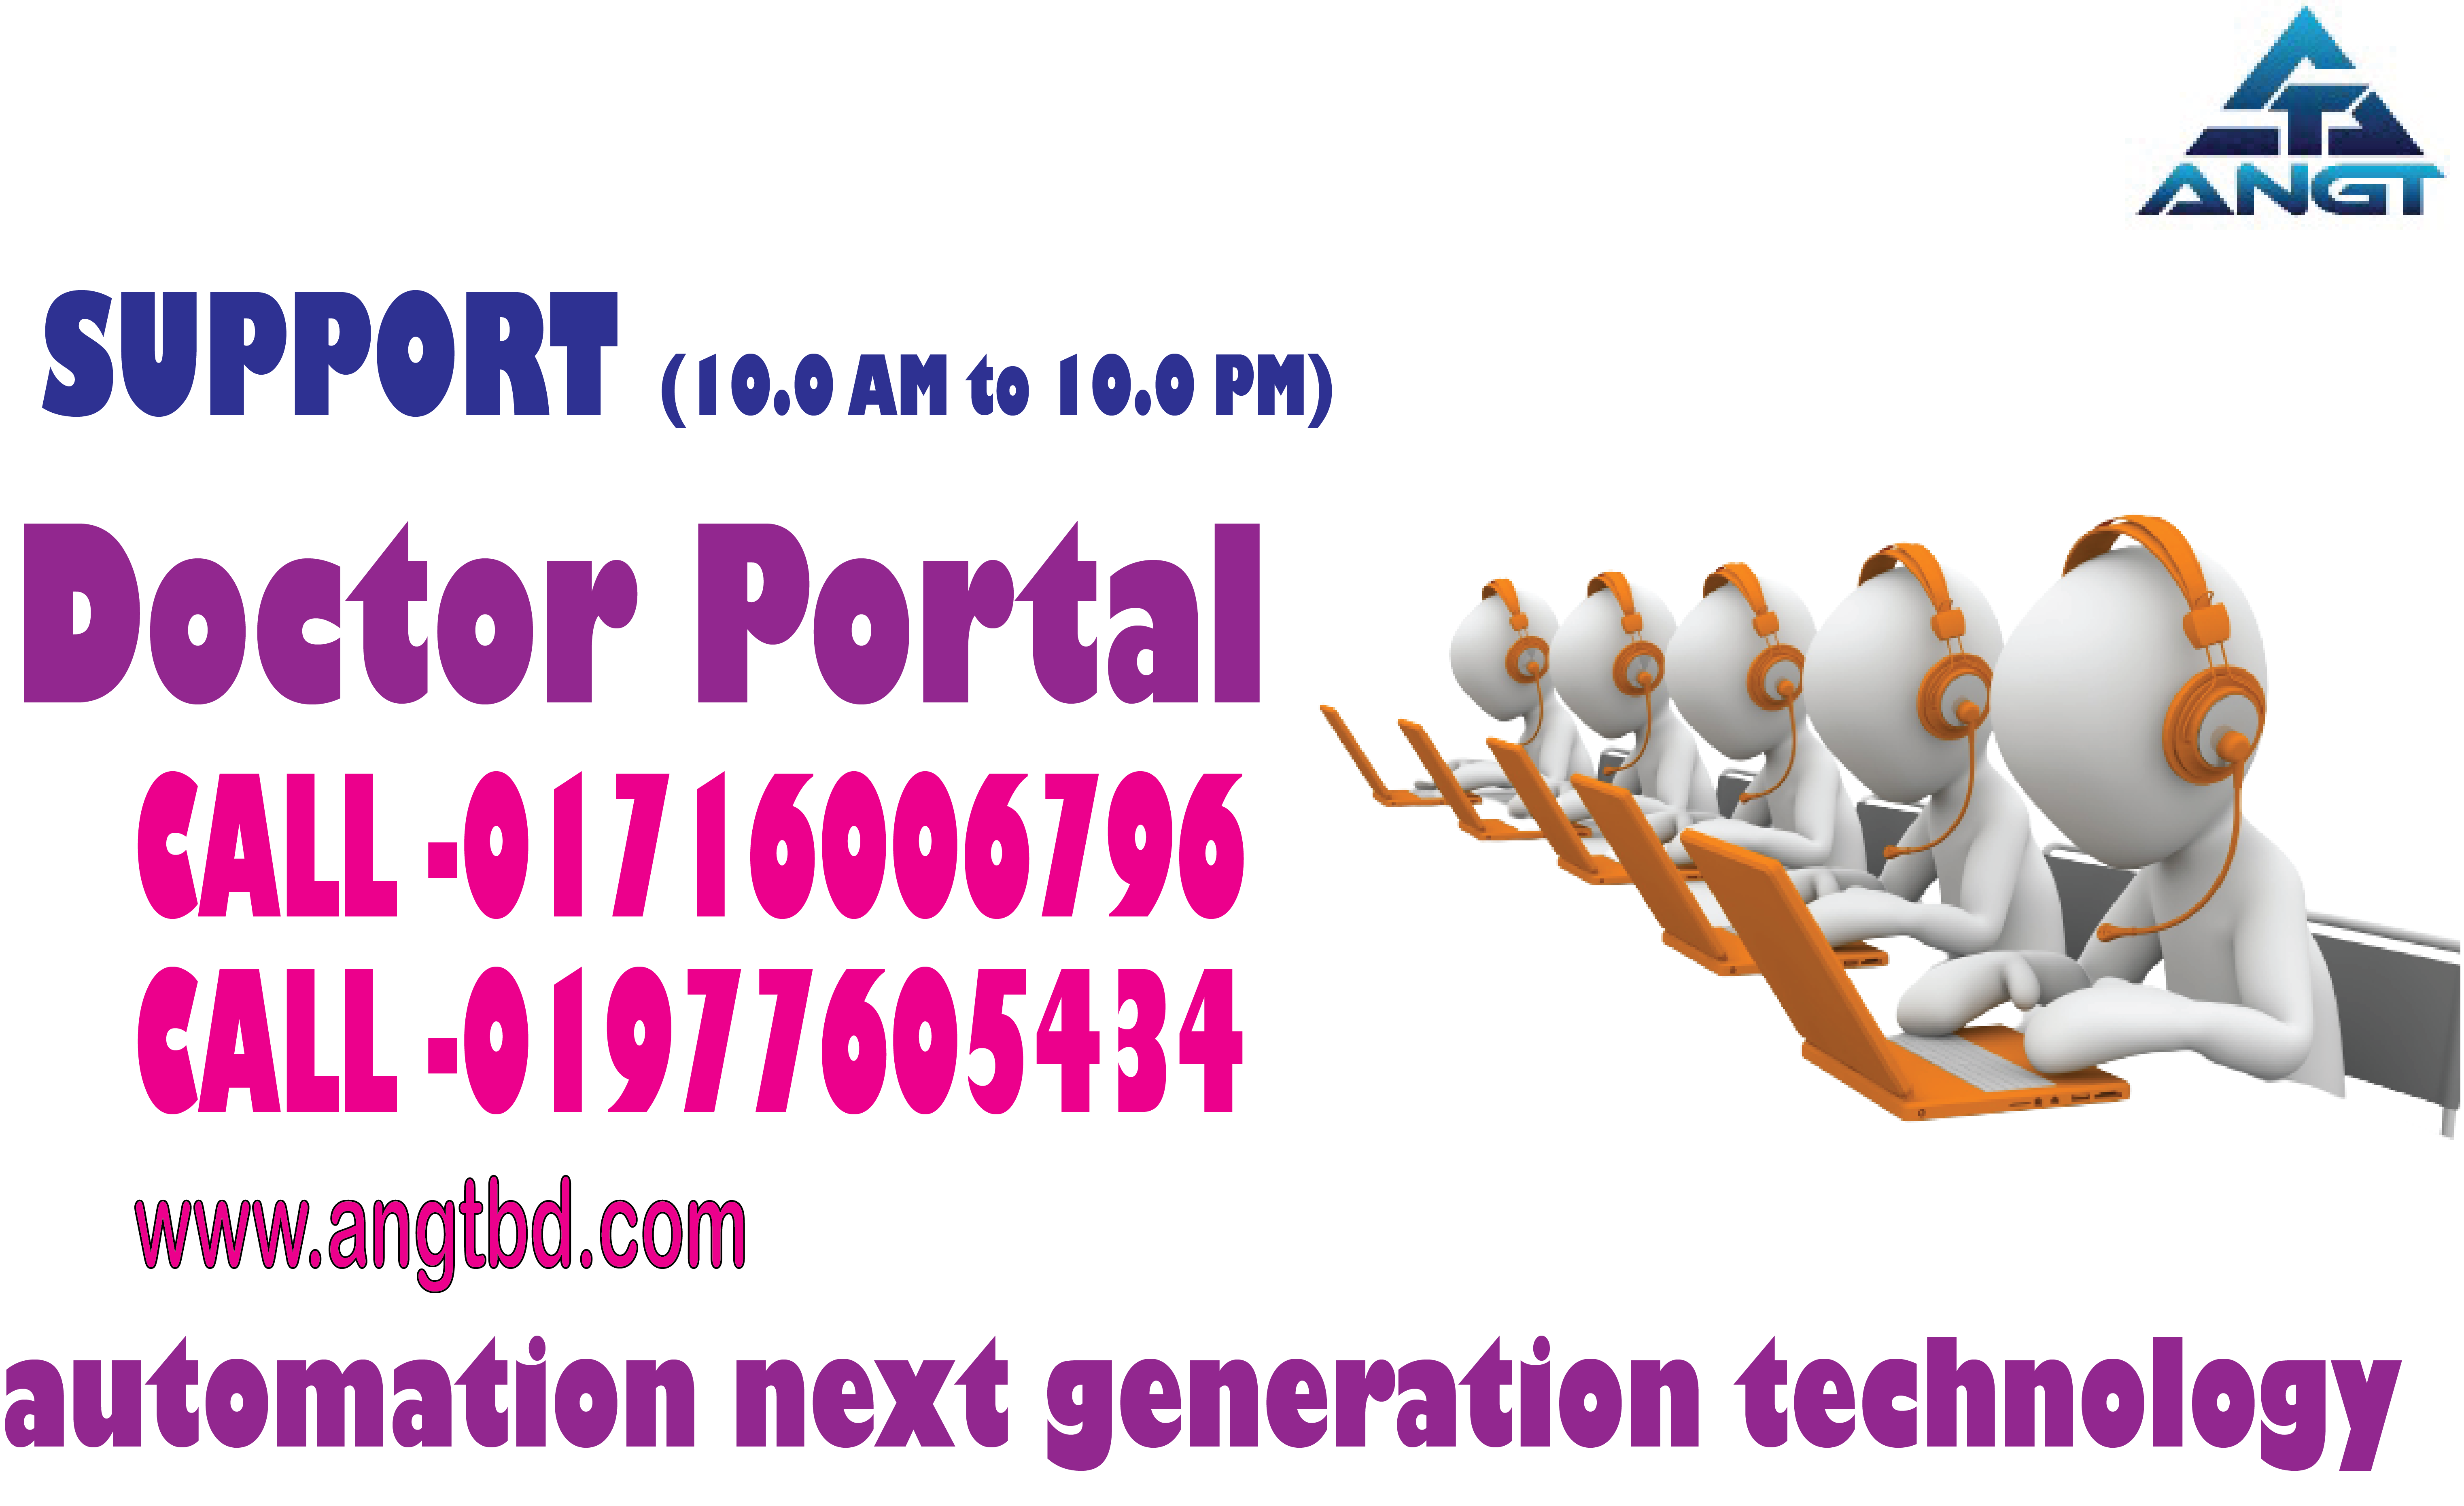 ANGT
SUPPORT (10.0 AM to 10.0 PM)
Doctor Portal
CALL -01716006796
CALL -01977605434
www.angtbd.com
automation next generation technology